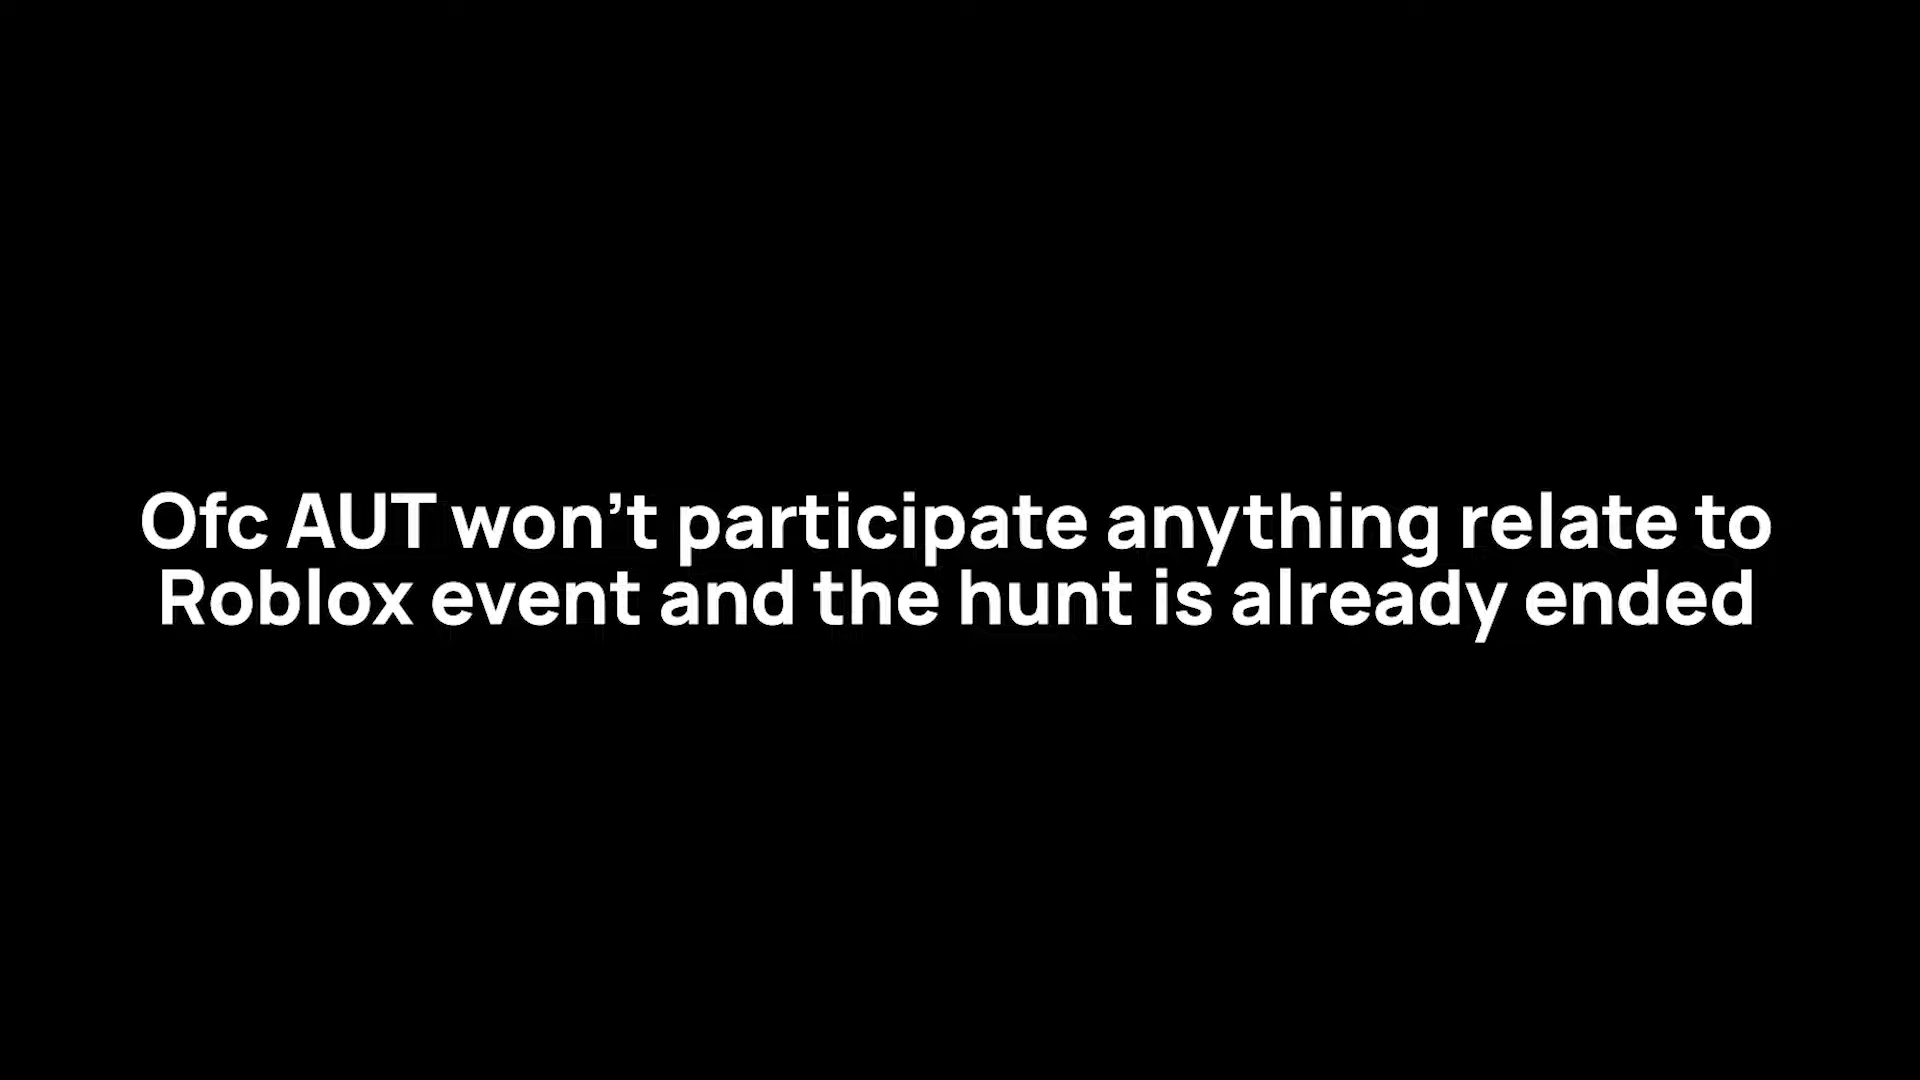 Ofc AUT won’t participate anything relate to
Roblox event and the hunt is already ended